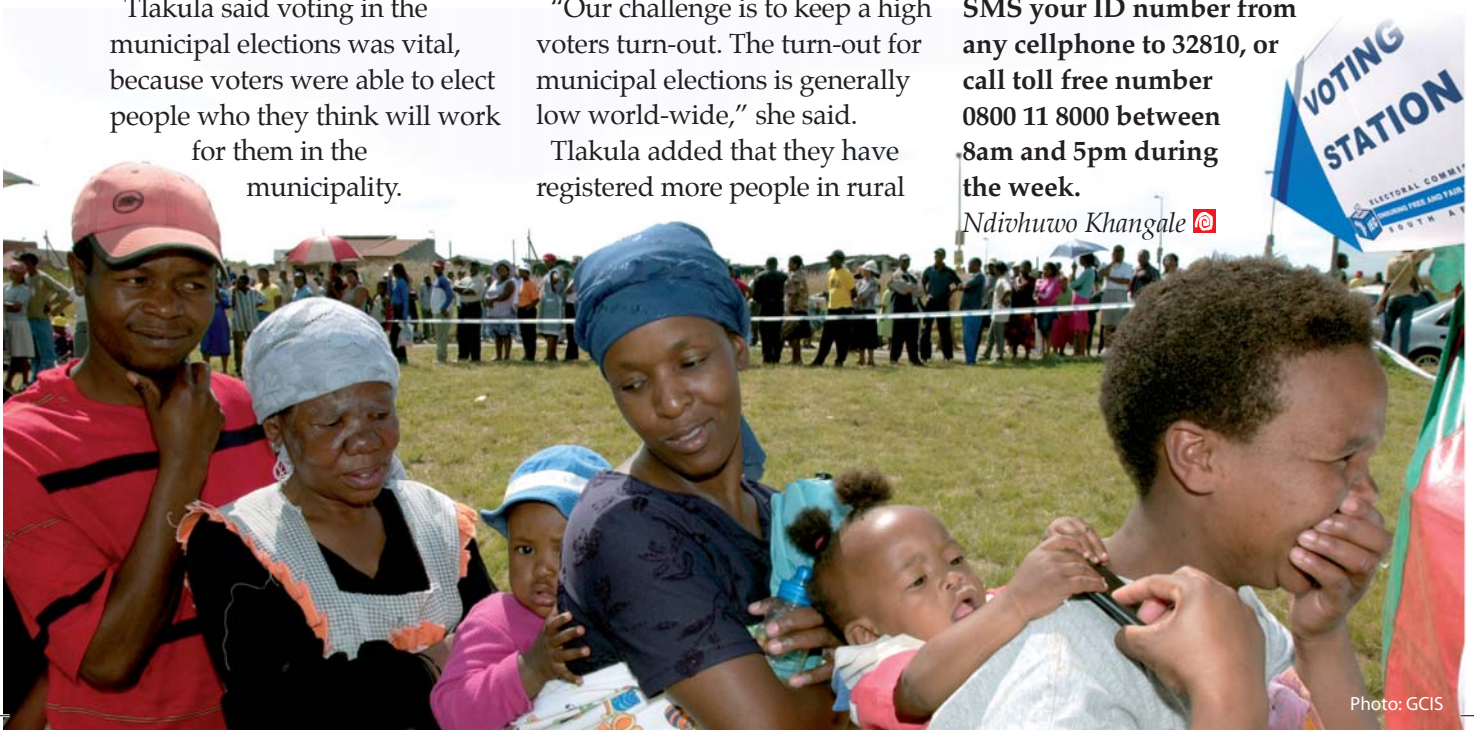 Tlakula said voting in the
municipal elections was vital,
because voters were able to elect
people who they think will work
for them in the
municipality.
“Our challenge is to keep a high
voters turn-out. The turn-out for
municipal elections is generally
low world-wide,” she said.
Tlakula added that they have
registered more people in rural
SMS your ID number from
any cellphone to 32810, or
call toll free number
0800 11 8000 between
8am and 5pm during
the week.
Ndivhuwo Khangale
VOTING
STATION
ELECTORAL COMMI
ENSURING FREE AND FAIR
SOUTH A
Photo: GCIS